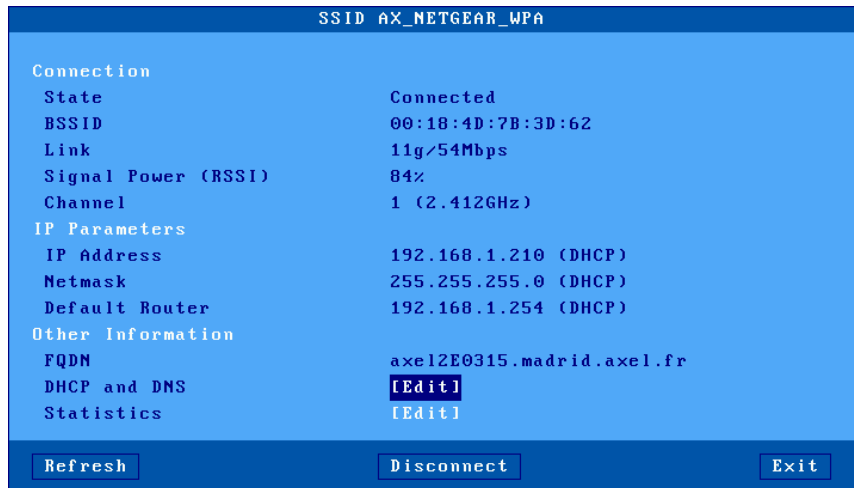 SSID AX_NETGEAR_WPA
Connection
State Connected
BSSID 00:18:4D:7B:3D:62
Link 11g/54Mbps
Signal Power (RSSI) 84%
Channel 1 (2.412GHz)
IP Parameters
IP Address 192.168.1.210 (DHCP)
Netmask 255.255.255.0 (DHCP)
Default Router 192.168.1.254 (DHCP)
Other Information
FQDN axel2E0315.madrid.axel.fr
DHCP and DNS [Edit]
Statistics [Edit]
Refresh Disconnect Exit